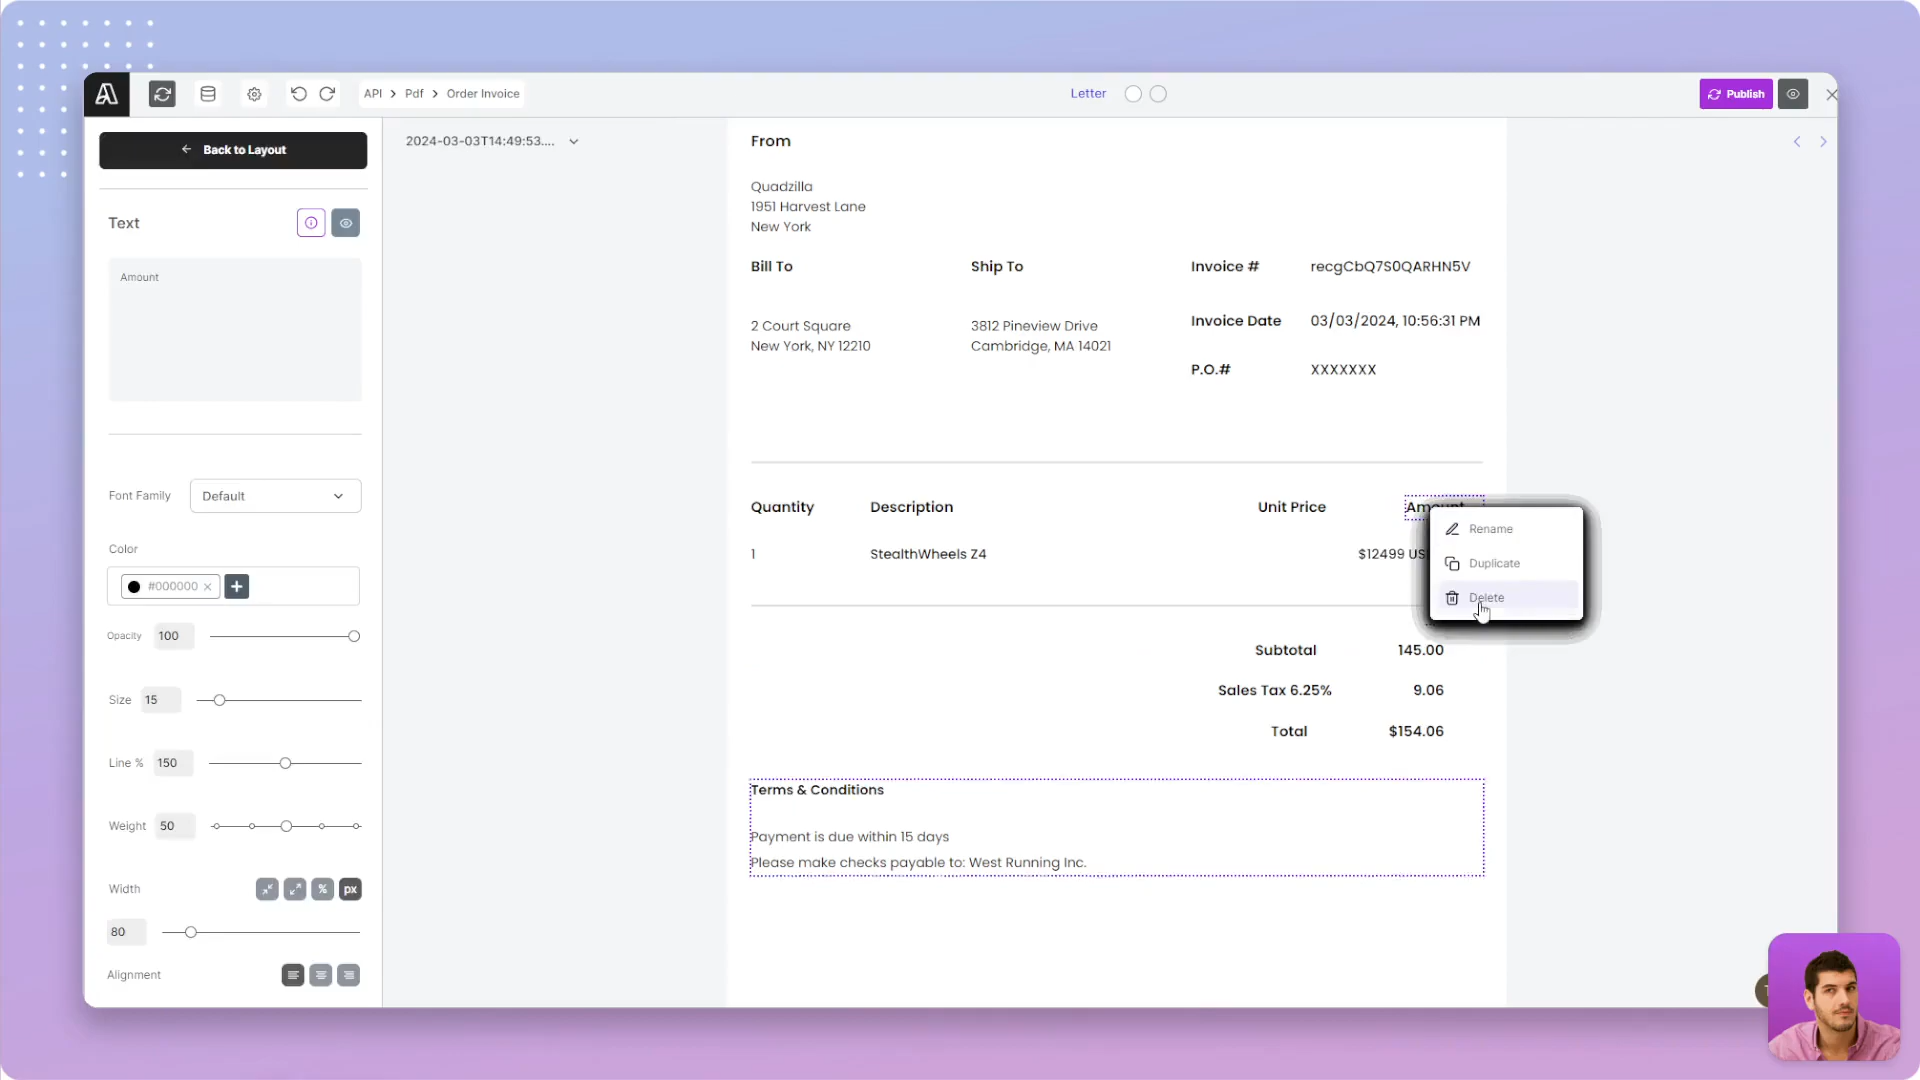 API > Pdf > Order Invoice
Letter
Publish
Back to Layout
2024-03-03T14:49:53....
Text
Amount
Font Family
Default
Color
#000000
Opacity
100
Size
15
Line %
150
Weight
50
Width
%
px
80
Alignment
From
Quadzilla
1951 Harvest Lane
New York
Bill To
2 Court Square
New York, NY 12210
Ship To
3812 Pineview Drive
Cambridge, MA 14021
Invoice # recgCbQ7S0QARHN5V
Invoice Date 03/03/2024, 10:56:31 PM
P.O.# XXXXXXX
Quantity Description Unit Price Amount
1 StealthWheels Z4 $12499 US
Rename
Duplicate
Delete
Subtotal 145.00
Sales Tax 6.25% 9.06
Total $154.06
Terms & Conditions
Payment is due within 15 days
Please make checks payable to: West Running Inc.